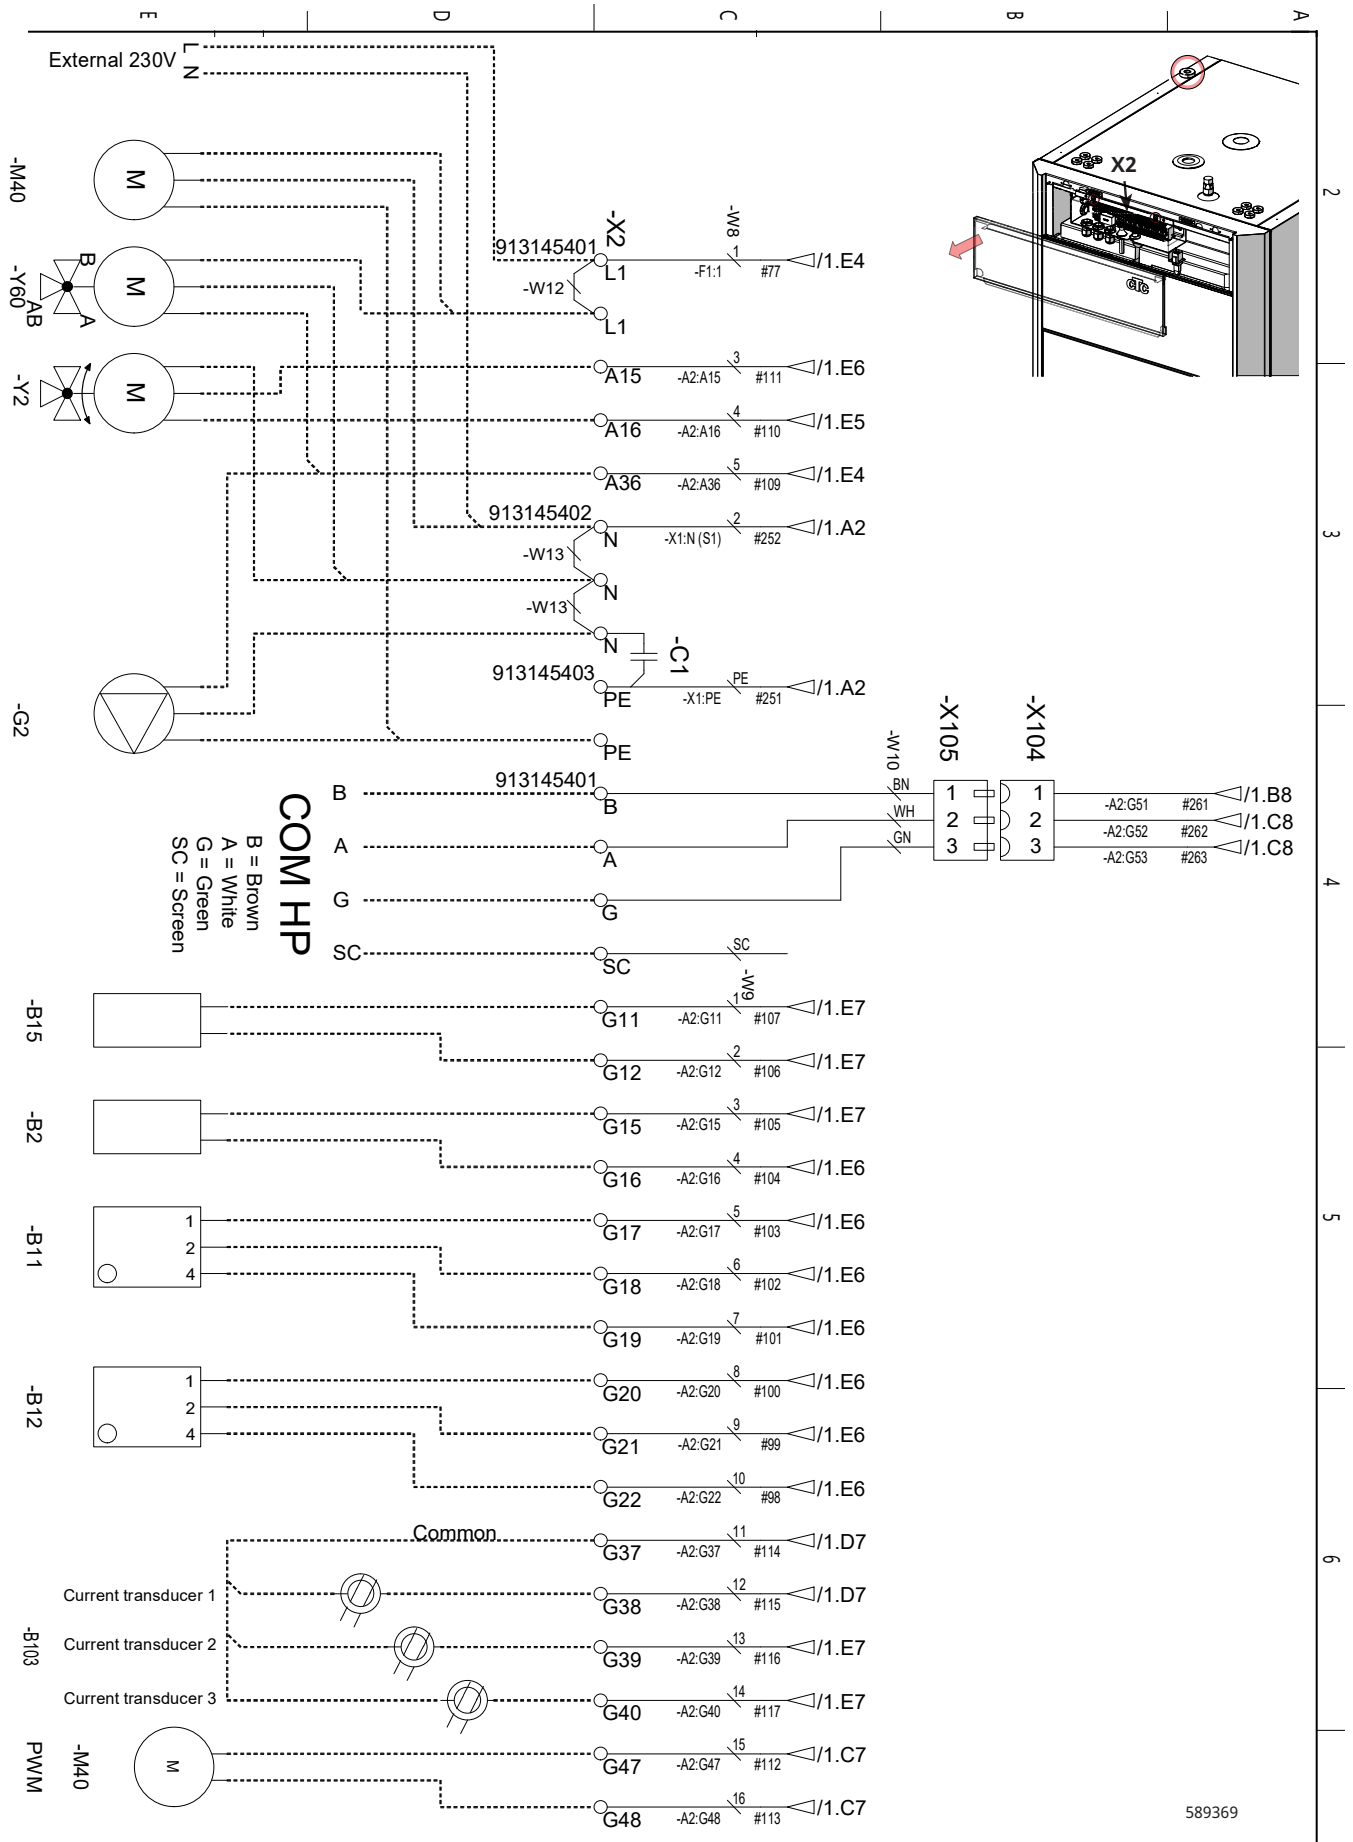 E
D
C
B
A
External 230V
L
N
X2
cTc
2
-M40
M
-Y60
B
AB
A
M
-Y2
M
-X2
-W8
913145401
L1
-F1:1
1
#77
/1.E4
-W12
L1
A15
-A2:A15
3
#111
/1.E6
A16
-A2:A16
4
#110
/1.E5
A36
-A2:A36
5
#109
/1.E4
913145402
N
-X1:N (S1)
2
#252
/1.A2
-W13
N
-W13
N
-C1
913145403
PE
-X1:PE
PE
#251
/1.A2
PE
3
-G2
-X105
-X104
-W10
COM HP
B = Brown
A = White
G = Green
SC = Screen
B
913145401
B
BN
1
1
-A2:G51
#261
/1.B8
A
A
WH
2
2
-A2:G52
#262
/1.C8
G
G
GN
3
3
-A2:G53
#263
/1.C8
SC
SC
SC
4
-W9
-B15
G11
-A2:G11
1
#107
/1.E7
G12
-A2:G12
2
#106
/1.E7
-B2
G15
-A2:G15
3
#105
/1.E7
G16
-A2:G16
4
#104
/1.E6
-B11
1
2
4
G17
-A2:G17
5
#103
/1.E6
G18
-A2:G18
6
#102
/1.E6
G19
-A2:G19
7
#101
/1.E6
5
-B12
1
2
4
G20
-A2:G20
8
#100
/1.E6
G21
-A2:G21
9
#99
/1.E6
G22
-A2:G22
10
#98
/1.E6
Common
G37
-A2:G37
11
#114
/1.D7
6
-B103
Current transducer 1
G38
-A2:G38
12
#115
/1.D7
Current transducer 2
G39
-A2:G39
13
#116
/1.E7
Current transducer 3
G40
-A2:G40
14
#117
/1.E7
PWM
-M40
M
G47
-A2:G47
15
#112
/1.C7
G48
-A2:G48
16
#113
/1.C7
589369